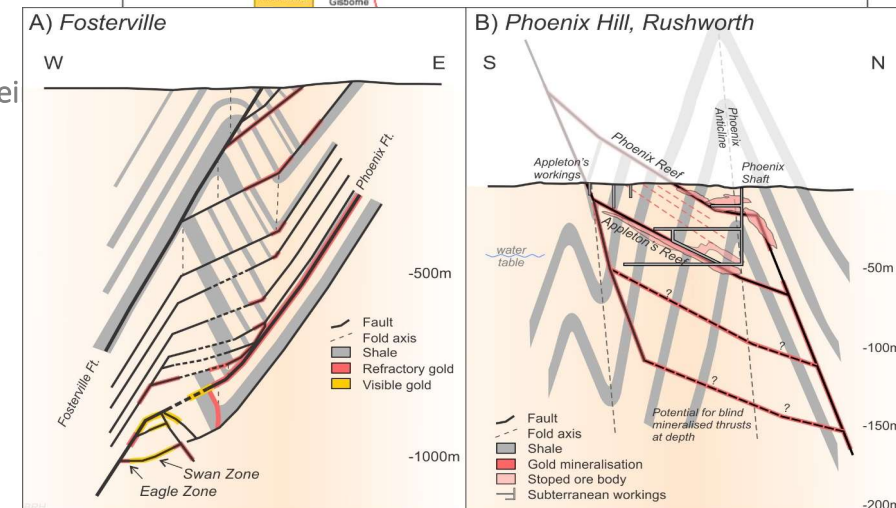 Gisborne
ei
A) Fosterville
W
E
Phoenix Ft.
-500m
Fault
Fold axis
Shale
Refractory gold
Visible gold
Fosterville Ft.
-1000m
Swan Zone
Eagle Zone
B) Phoenix Hill, Rushworth
S
N
Phoenix
Anticline
Phoenix Reef
Appleton's
workings
Phoenix
Shaft
Appleton's Reef
water
table
-50m
?
?
-100m
?
?
Potential for blind
mineralised thrusts
at depth
-150m
Fault
Fold axis
Shale
Gold mineralisation
Stoped ore body
Subterranean workings
-200m